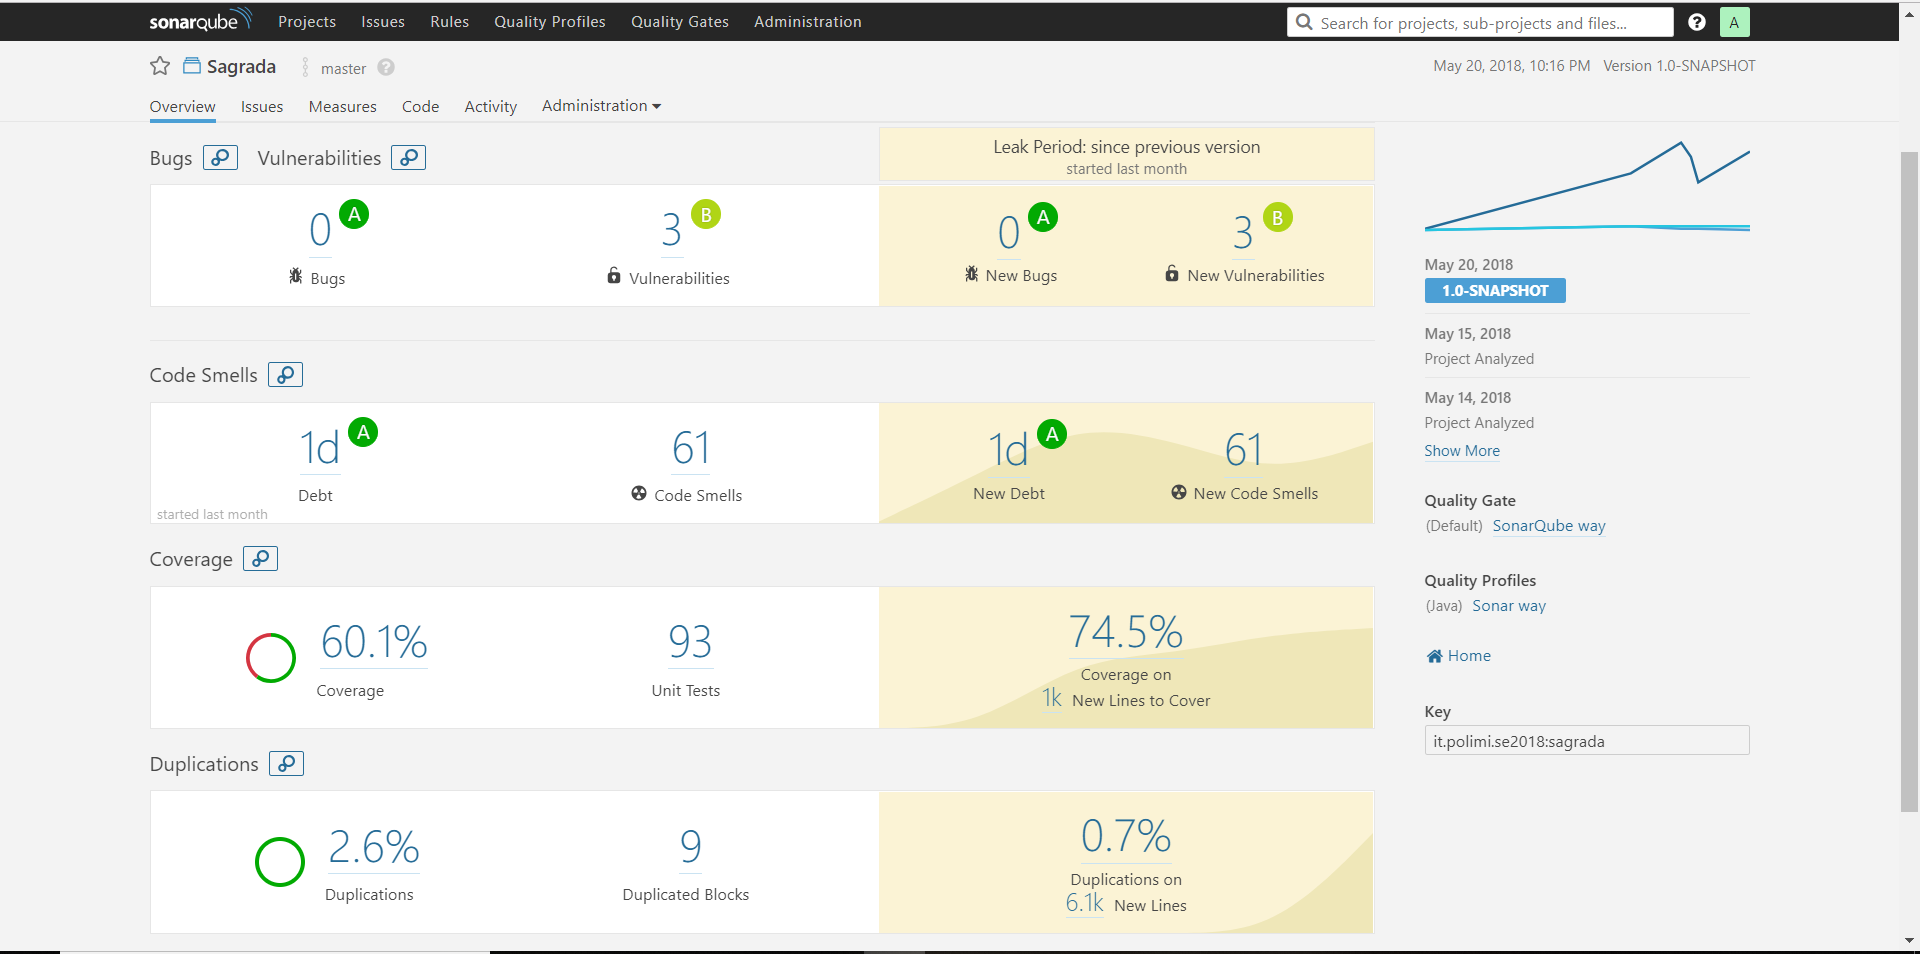 sonarqube Projects Issues Rules Quality Profiles Quality Gates Administration Search for projects, sub-projects and files... ? A
Sagrada master ? May 20, 2018, 10:16 PM Version 1.0-SNAPSHOT
Overview Issues Measures Code Activity Administration
Bugs Vulnerabilities
Leak Period: since previous version
started last month
0 A 3 B 0 A 3 B
Bugs Vulnerabilities New Bugs New Vulnerabilities
Code Smells
1d A 61 1d A 61
Debt Code Smells New Debt New Code Smells
started last month
Coverage
60.1% 93 74.5%
Coverage Unit Tests Coverage on
1k New Lines to Cover
Duplications
2.6% 9 0.7%
Duplications Duplicated Blocks Duplications on
6.1k New Lines
May 20, 2018
1.0-SNAPSHOT
May 15, 2018
Project Analyzed
May 14, 2018
Project Analyzed
Show More
Quality Gate
(Default) SonarQube way
Quality Profiles
(Java) Sonar way
Home
Key
it.polimi.se2018:sagrada